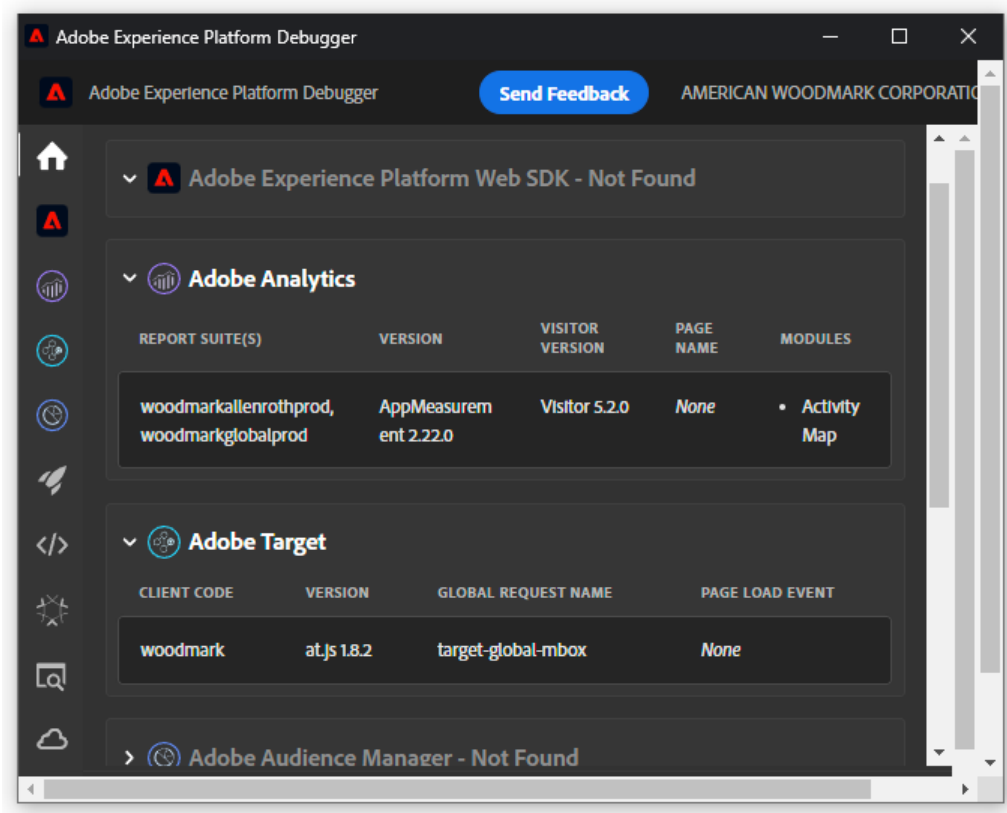 Adobe Experience Platform Debugger
Adobe Experience Platform Debugger
Send Feedback
AMERICAN WOODMARK
Adobe Experience Platform Web SDK - Not Found
Adobe Analytics
REPORT SUITE(S) VERSION VISITOR VERSION PAGE NAME MODULES
woodmarkallenrothprod, AppMeasurem Visitor 5.2.0 None • Activity
woodmarkglobalprod ent 2.22.0 Map
Adobe Target
CLIENT CODE VERSION GLOBAL REQUEST NAME PAGE LOAD EVENT
woodmark at.js 1.8.2 target-global-mbox None
Adobe Audience Manager - Not Found